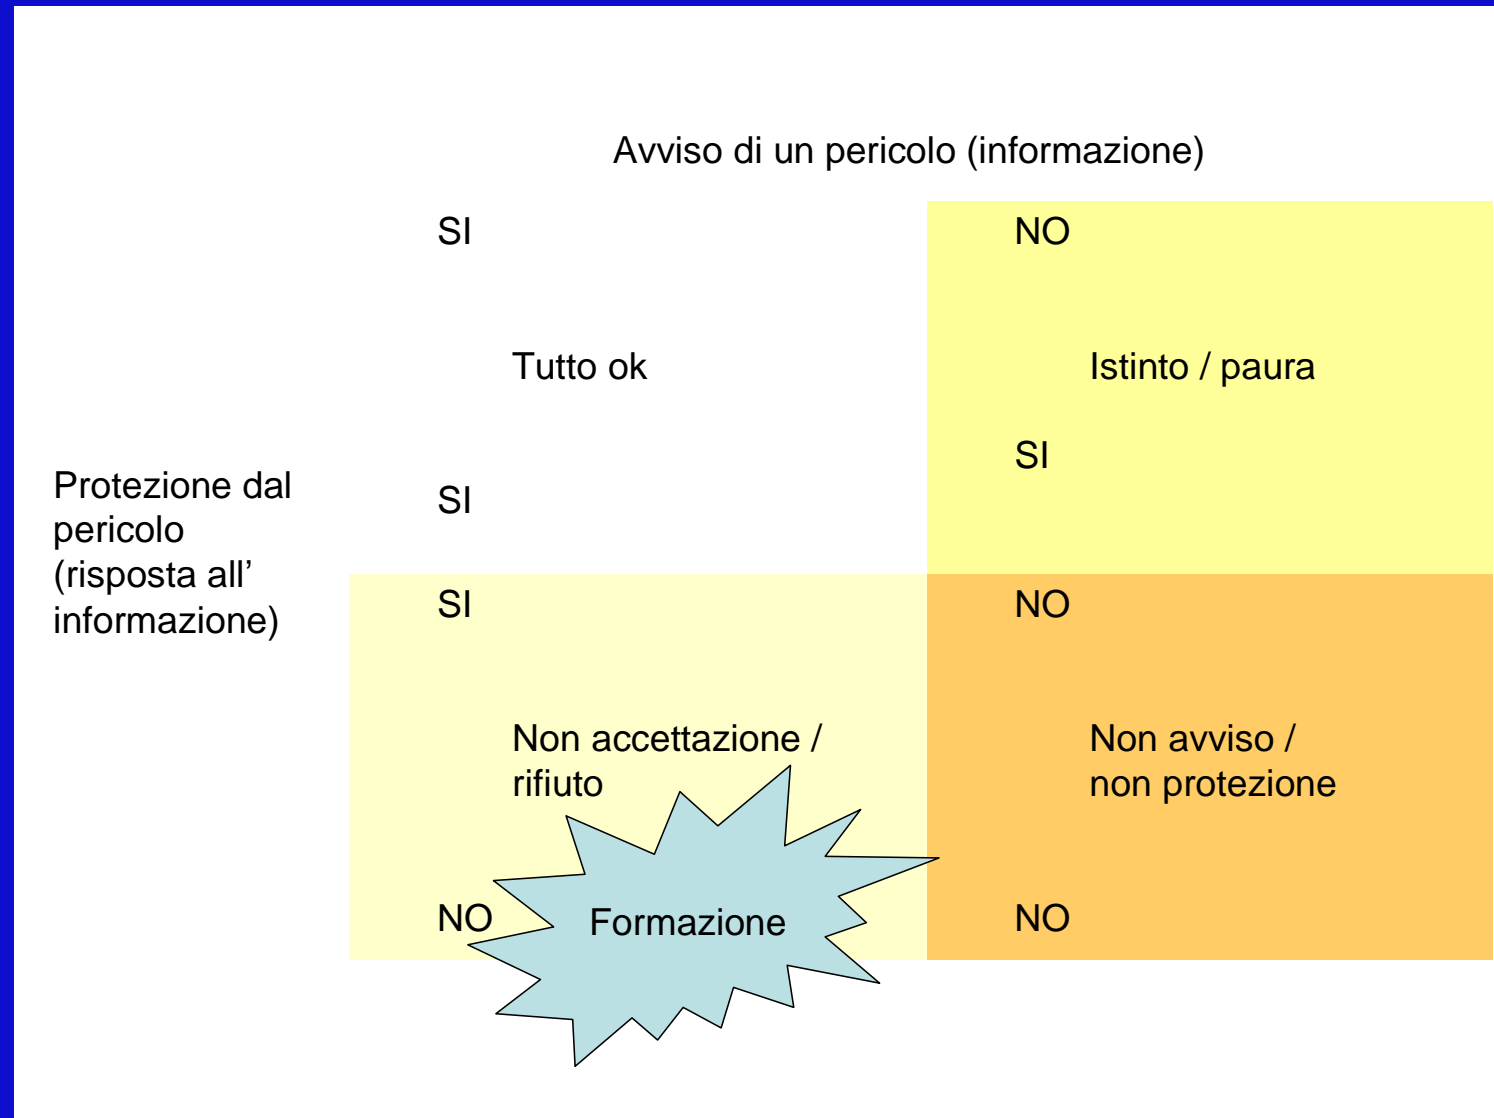 Avviso di un pericolo (informazione)
SI
NO
Tutto ok
Istinto / paura
SI
SI
Protezione dal
pericolo
(risposta all'
informazione)
SI
NO
Non accettazione /
rifiuto
Non avviso /
non protezione
NO
Formazione
NO